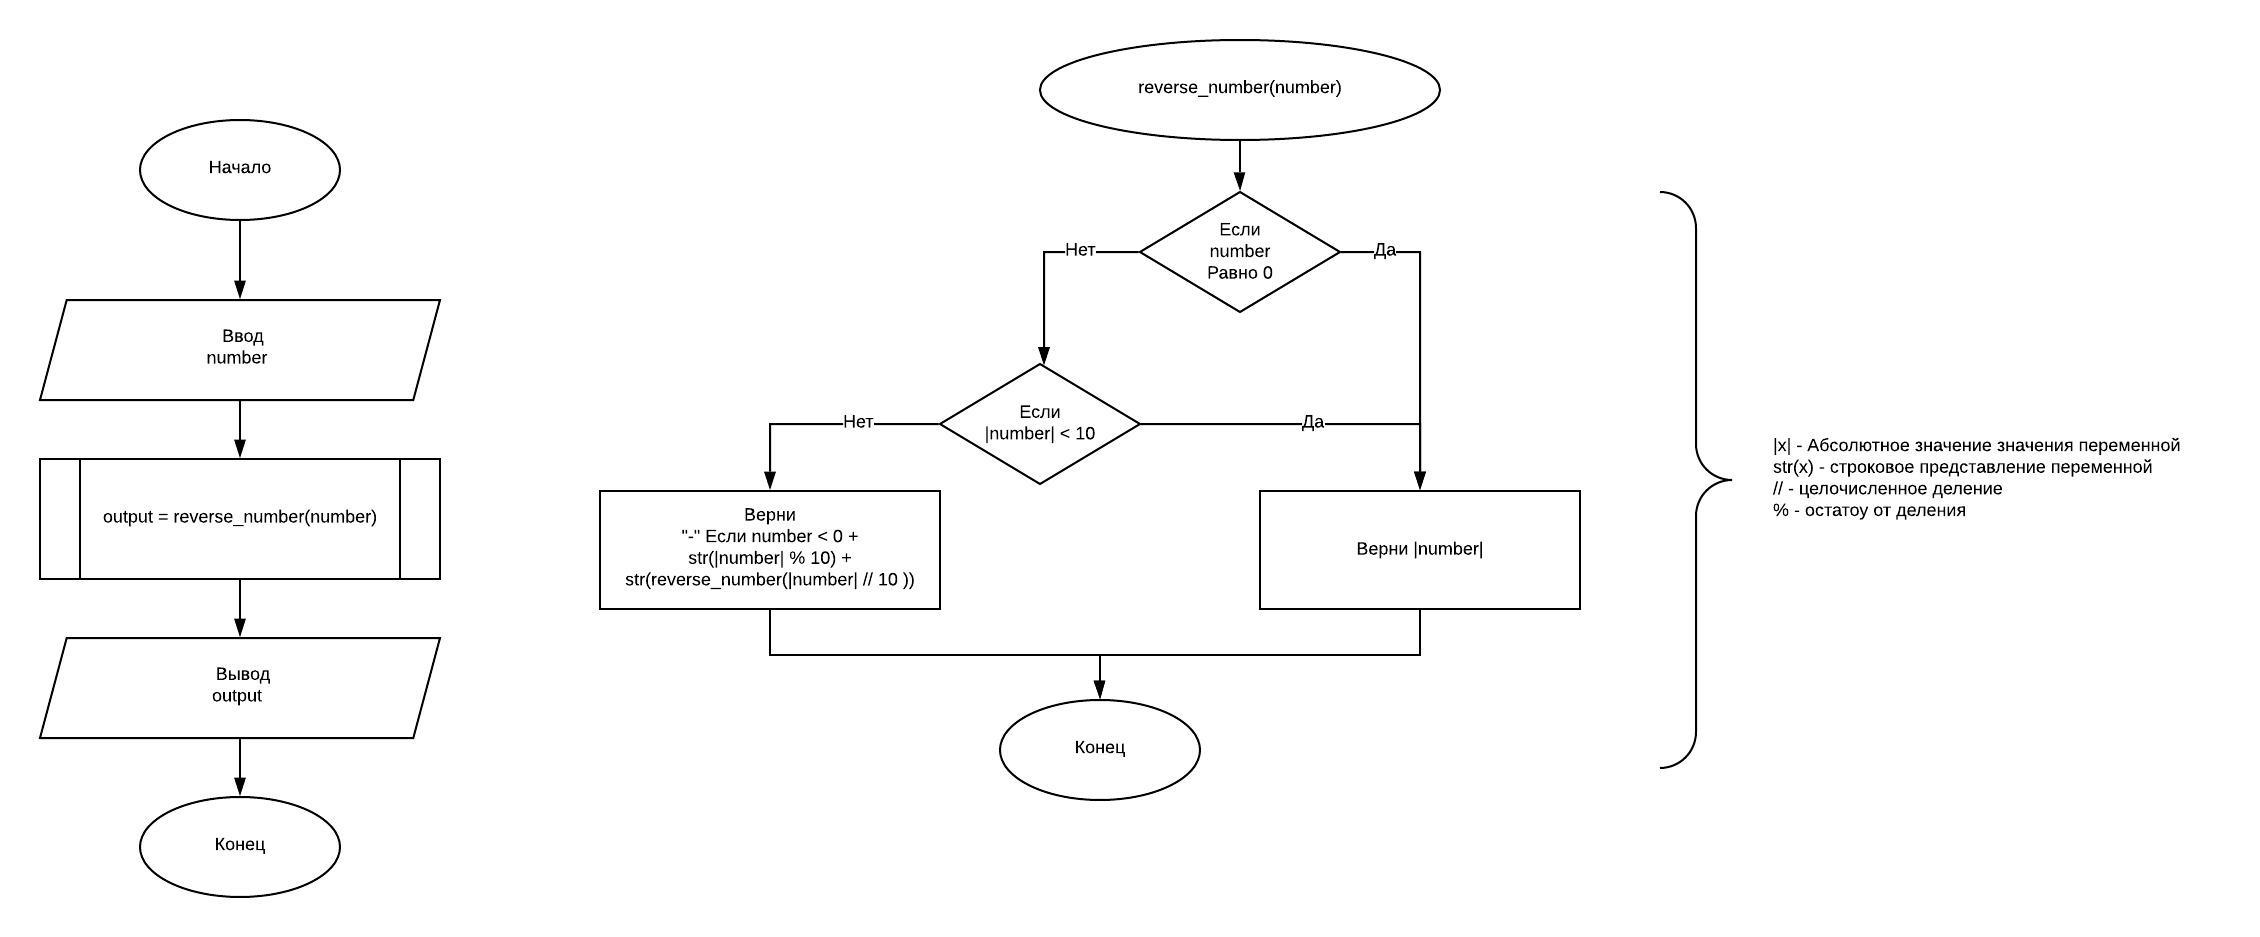 Начало
Ввод
number
output = reverse_number(number)
Вывод
output
Конец
reverse_number(number)
Если
number
Равно 0
Нет
Да
Если
|number| < 10
Нет
Да
Верни
"-" Если number < 0 +
str(|number| % 10) +
str(reverse_number(|number| // 10 ))
Верни |number|
Конец
|x| - Абсолютное значение значения переменной
str(x) - строковое представление переменной
// - целочисленное деление
% - остатоу от деления